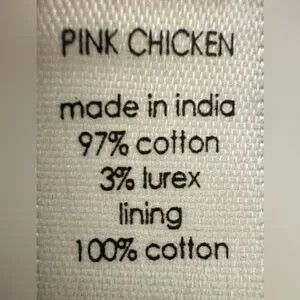 PINK CHICKEN
made in india
97% cotton
3% lurex
lining
100% cotton